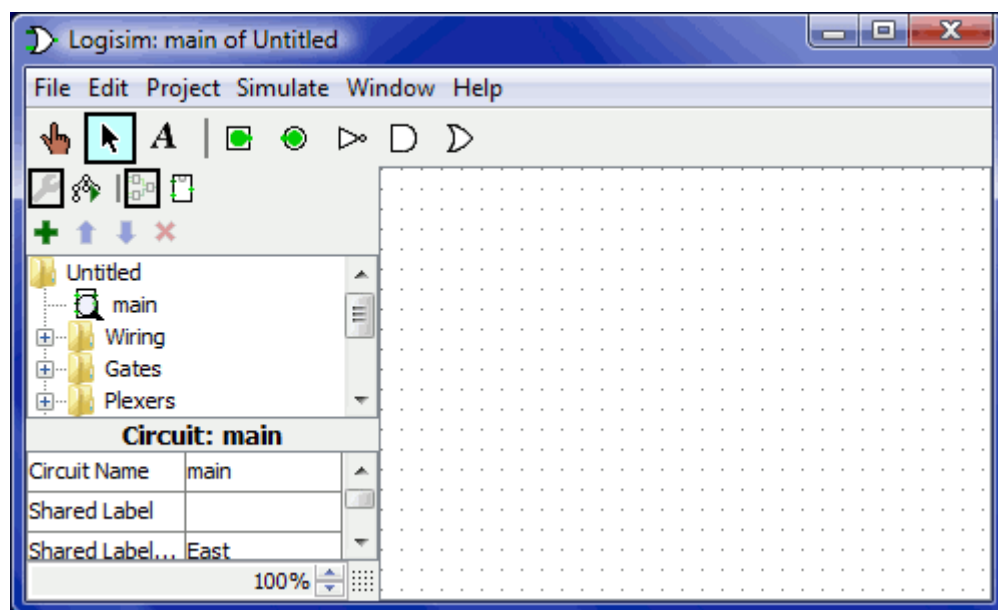 Logisim: main of Untitled
File Edit Project Simulate Window Help
A
Untitled
main
Wiring
Gates
Plexers
Circuit: main
Circuit Name main
Shared Label
Shared Label... East
100%